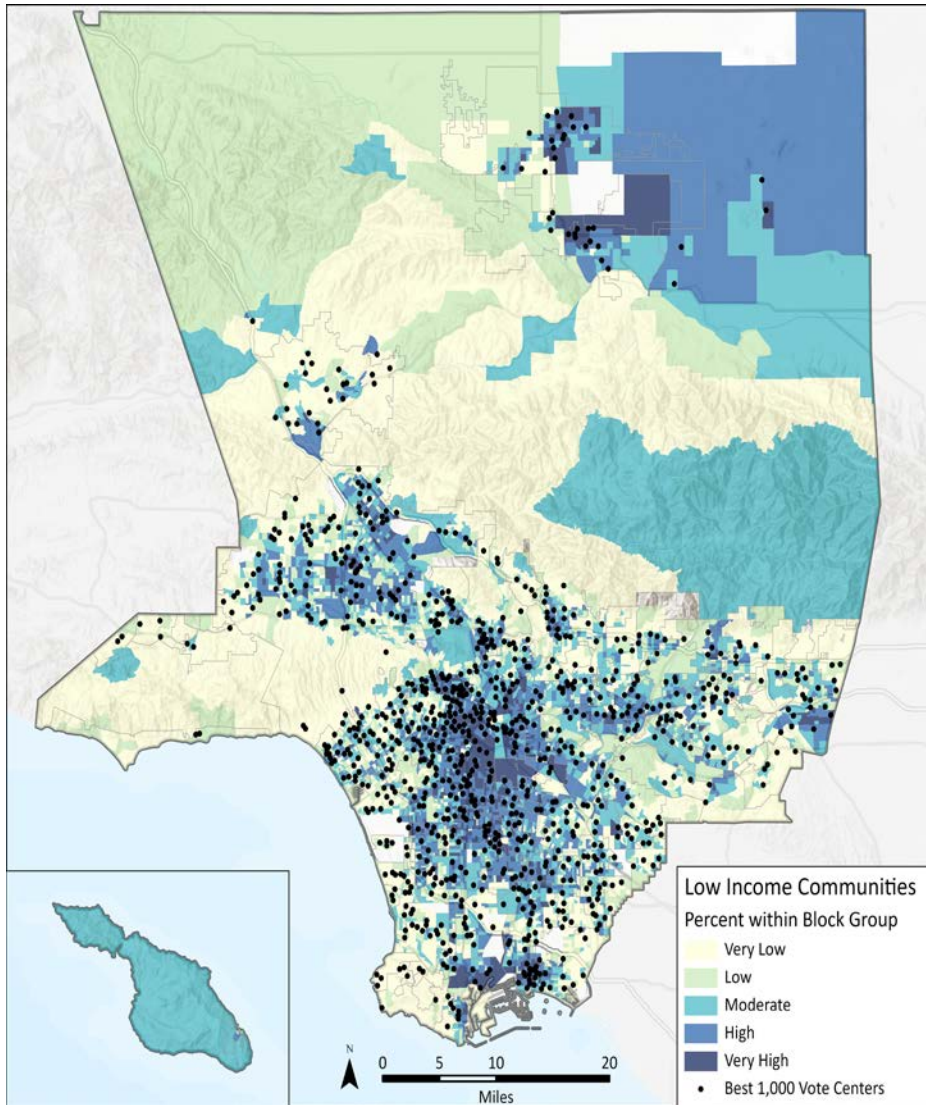 Low Income Communities
Percent within Block Group
Very Low
Low
Moderate
High
Very High
Best 1,000 Vote Centers
N
0 5 10 20
Miles